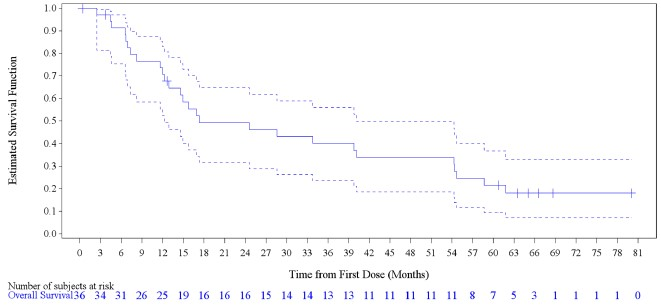 1.0
0.9
0.8
0.7
0.6
0.5
0.4
0.3
0.2
0.1
0.0
Estimated Survival Function
0 3 6 9 12 15 18 21 24 27 30 33 36 39 42 45 48 51 54 57 60 63 66 69 72 75 78 81
Time from First Dose (Months)
Number of subjects at risk
Overall Survival 36 34 31 26 25 19 16 16 16 15 14 14 13 13 11 11 11 11 11 8 7 5 3 1 1 1 1 0